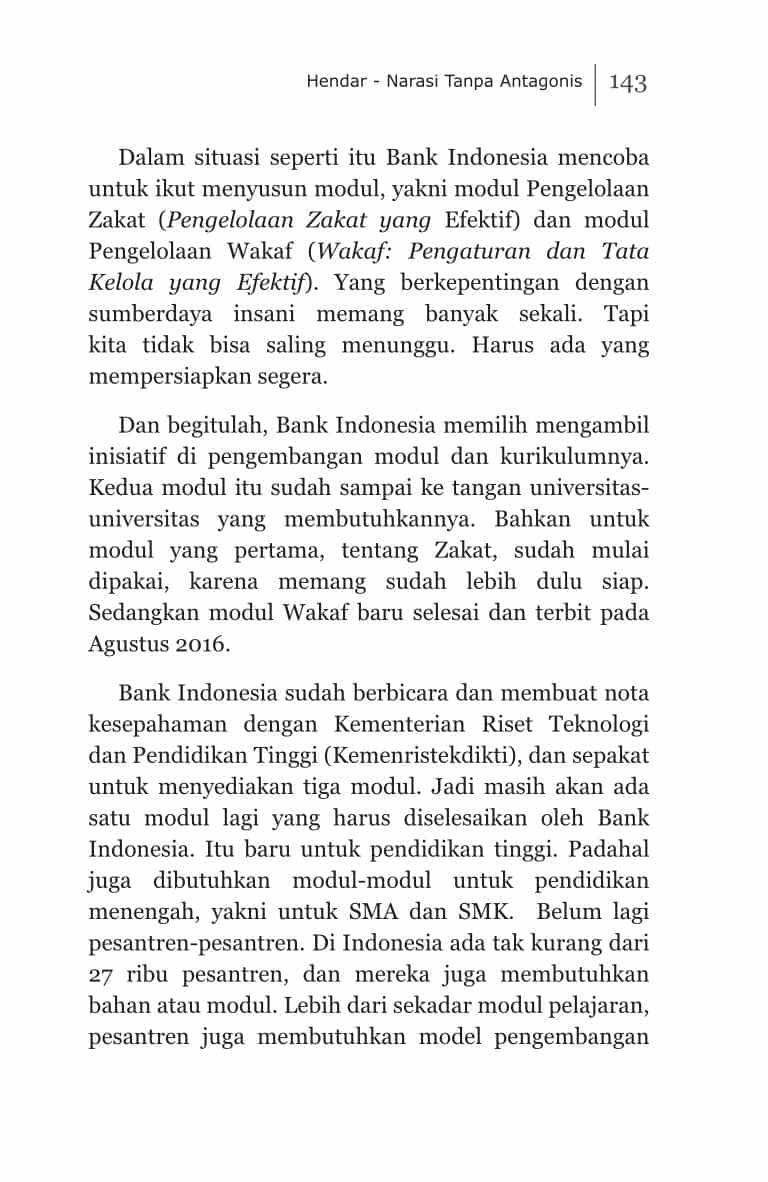 Hendar - Narasi Tanpa Antagonis 143
Dalam situasi seperti itu Bank Indonesia mencoba
untuk ikut menyusun modul, yakni modul Pengelolaan
Zakat (Pengelolaan Zakat yang Efektif) dan modul
Pengelolaan Wakaf (Wakaf: Pengaturan dan Tata
Kelola yang Efektif). Yang berkepentingan dengan
sumberdaya insani memang banyak sekali. Tapi
kita tidak bisa saling menunggu. Harus ada yang
mempersiapkan segera.
Dan begitulah, Bank Indonesia memilih mengambil
inisiatif di pengembangan modul dan kurikulumnya.
Kedua modul itu sudah sampai ke tangan universitas-
universitas yang membutuhkannya. Bahkan untuk
modul yang pertama, tentang Zakat, sudah mulai
dipakai, karena memang sudah lebih dulu siap.
Sedangkan modul Wakaf baru selesai dan terbit pada
Agustus 2016.
Bank Indonesia sudah berbicara dan membuat nota
kesepahaman dengan Kementerian Riset Teknologi
dan Pendidikan Tinggi (Kemenristekdikti), dan sepakat
untuk menyediakan tiga modul. Jadi masih akan ada
satu modul lagi yang harus diselesaikan oleh Bank
Indonesia. Itu baru untuk pendidikan tinggi. Padahal
juga dibutuhkan modul-modul untuk pendidikan
menengah, yakni untuk SMA dan SMK. Belum lagi
pesantren-pesantren. Di Indonesia ada tak kurang dari
27 ribu pesantren, dan mereka juga membutuhkan
bahan atau modul. Lebih dari sekadar modul pelajaran,
pesantren juga membutuhkan model pengembangan